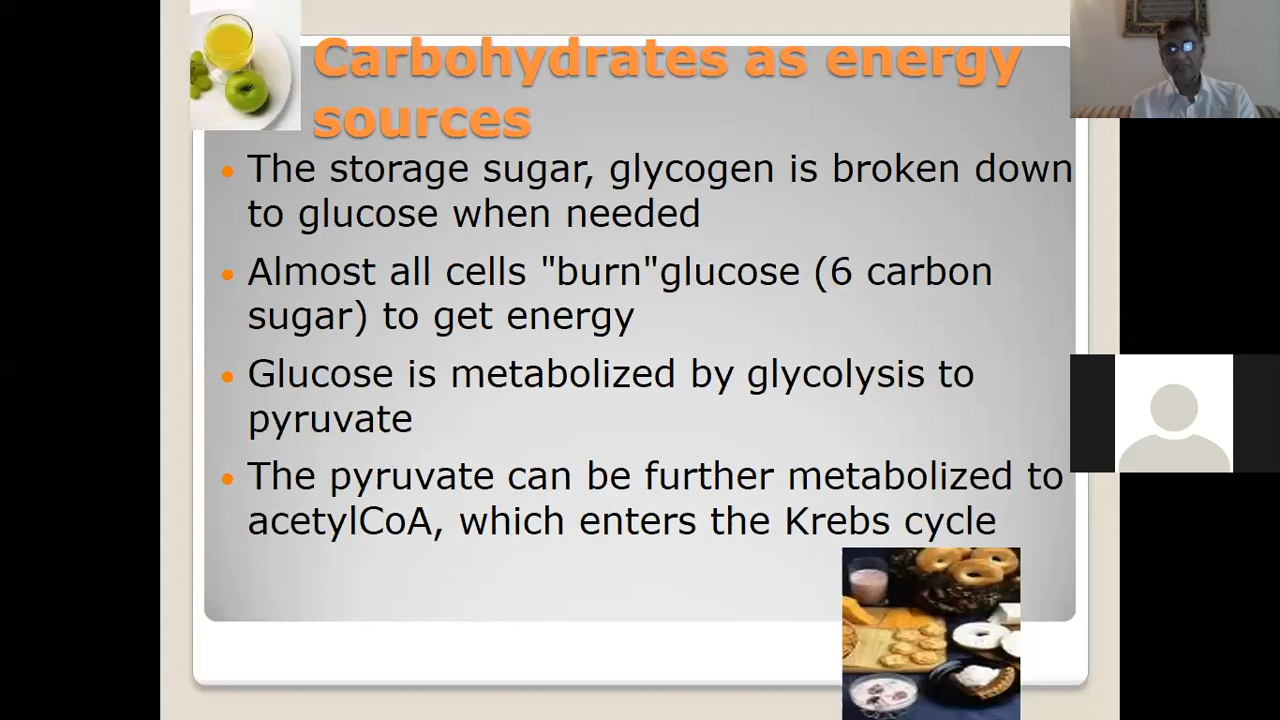 Carbohydrates as energy
sources
• The storage sugar, glycogen is broken down
to glucose when needed
• Almost all cells "burn"glucose (6 carbon
sugar) to get energy
• Glucose is metabolized by glycolysis to
pyruvate
• The pyruvate can be further metabolized to
acetylCoA, which enters the Krebs cycle